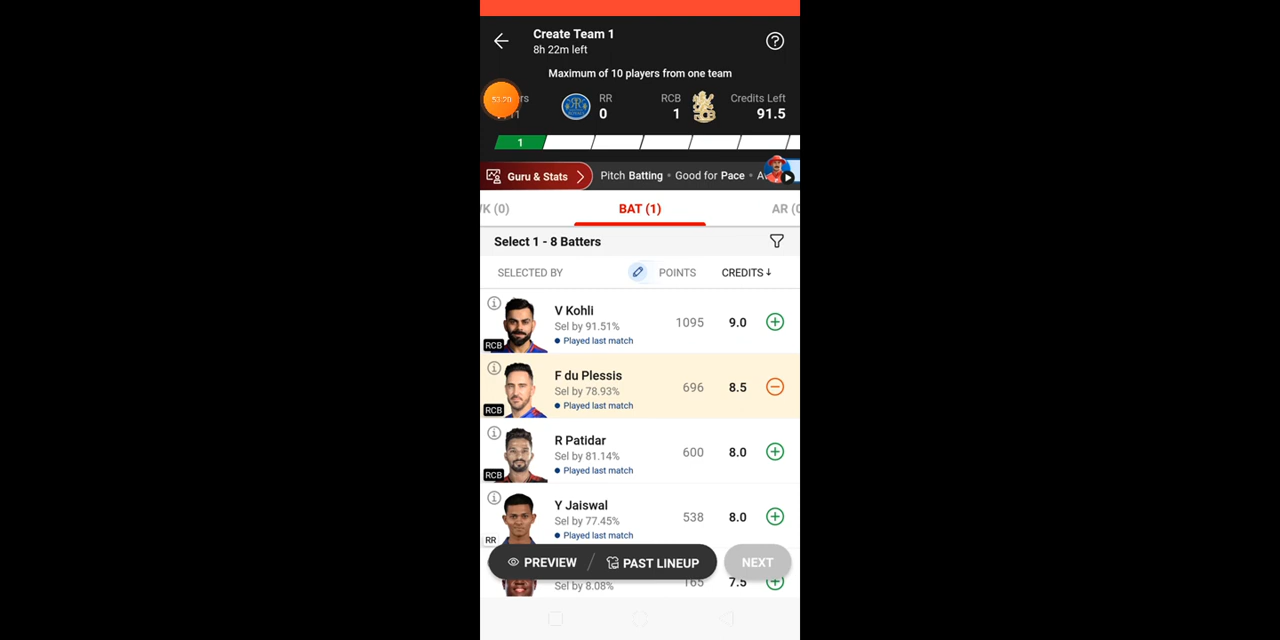 Create Team 1
8h 22m left
Maximum of 10 players from one team
RR RCB Credits Left
0 1 91.5
1
Guru & Stats Pitch Batting • Good for Pace •
(0) BAT (1) AR
Select 1 - 8 Batters
SELECTED BY POINTS CREDITS↓
V Kohli
Sel by 91.51% 1095 9.0
RCB • Played last match
F du Plessis
Sel by 78.93% 696 8.5
RCB • Played last match
R Patidar
Sel by 81.14% 600 8.0
RCB • Played last match
Y Jaiswal
Sel by 77.45% 538 8.0
RR • Played last match
PREVIEW / PAST LINEUP NEXT
Sel by 8.08% 165 7.5